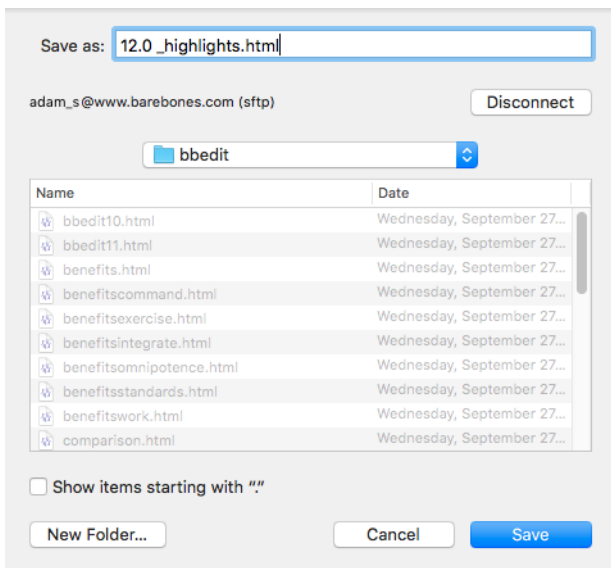 Save as: 12.0 _highlights.html
adam_s@www.barebones.com (sftp) Disconnect
bbedit
Name Date
bbedit10.html Wednesday, September 27...
bbedit11.html Wednesday, September 27...
benefits.html Wednesday, September 27...
benefitscommand.html Wednesday, September 27...
benefitsexercise.html Wednesday, September 27...
benefitsintegrate.html Wednesday, September 27...
benefitsomnipotence.html Wednesday, September 27...
benefitsstandards.html Wednesday, September 27...
benefitswork.html Wednesday, September 27...
comparison.html Wednesday, September 27...
Show items starting with “.”
New Folder... Cancel Save